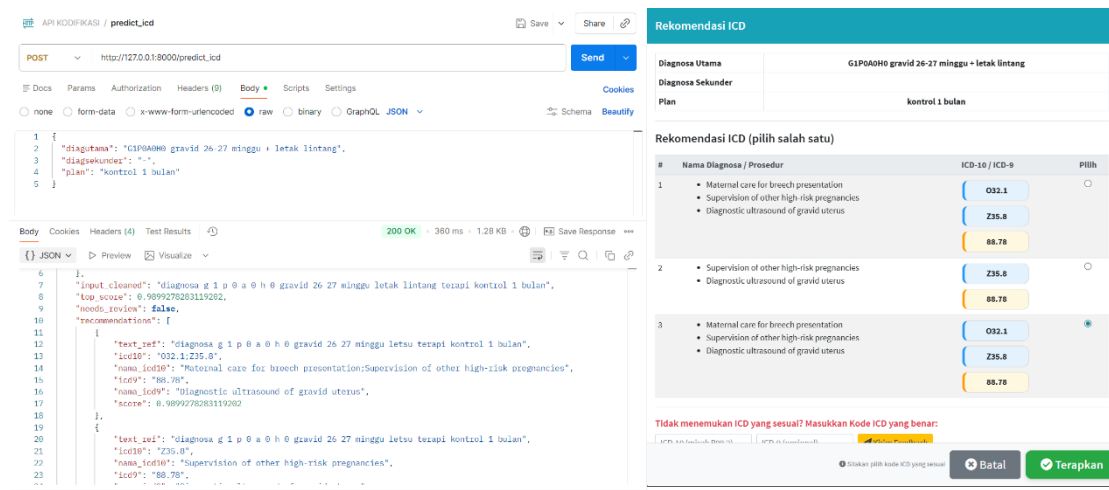 API KODIFIKASI / predict_icd
Save
Share
POST
http://127.0.0.1:8000/predict_icd
Send
Docs Params Authorization Headers (9) Body Scripts Settings
Cookies
none form-data x-www-form-urlencoded raw binary GraphQL JSON
Schema Beautify
1 {
2 "diagutama": "G1P0A0H0 gravid 26-27 minggu + letak lintang",
3 "diagsekunder": "-",
4 "plan": "kontrol 1 bulan"
5 }
Body Cookies Headers (4) Test Results
200 OK 360 ms 1.28 KB Save Response
{} JSON Preview Visualize
6 },
7 "input_cleaned": "diagnosa g 1 p 0 a 0 h 0 gravid 26 27 minggu letak lintang terapi kontrol 1 bulan",
8 "top_score": 0.9899278283119202,
9 "needs_review": false,
10 "recommendations": [
11 {
12 "text_ref": "diagnosa g 1 p 0 a 0 h 0 gravid 26 27 minggu letsu terapi kontrol 1 bulan",
13 "icd10": "O32.1;Z35.8",
14 "nama_icd10": "Maternal care for breech presentation;Supervision of other high-risk pregnancies",
15 "icd9": "88.78",
16 "nama_icd9": "Diagnostic ultrasound of gravid uterus",
17 "score": 0.9899278283119202
18 },
19 {
20 "text_ref": "diagnosa g 1 p 0 a 0 h 0 gravid 26 27 minggu letsu terapi kontrol 1 bulan",
21 "icd10": "Z35.8",
22 "nama_icd10": "Supervision of other high-risk pregnancies",
23 "icd9": "88.78",
Rekomendasi ICD
Diagnosa Utama G1P0A0H0 gravid 26-27 minggu + letak lintang
Diagnosa Sekunder
Plan kontrol 1 bulan
Rekomendasi ICD (pilih salah satu)
# Nama Diagnosa / Prosedur ICD-10 / ICD-9 Pilih
1 • Maternal care for breech presentation O32.1
• Supervision of other high-risk pregnancies Z35.8
• Diagnostic ultrasound of gravid uterus 88.78
2 • Supervision of other high-risk pregnancies Z35.8
• Diagnostic ultrasound of gravid uterus 88.78
3 • Maternal care for breech presentation O32.1
• Supervision of other high-risk pregnancies Z35.8
• Diagnostic ultrasound of gravid uterus 88.78
Tidak menemukan ICD yang sesuai? Masukkan Kode ICD yang benar:
Silakan pilih kode ICD yang sesuai
Batal
Terapkan